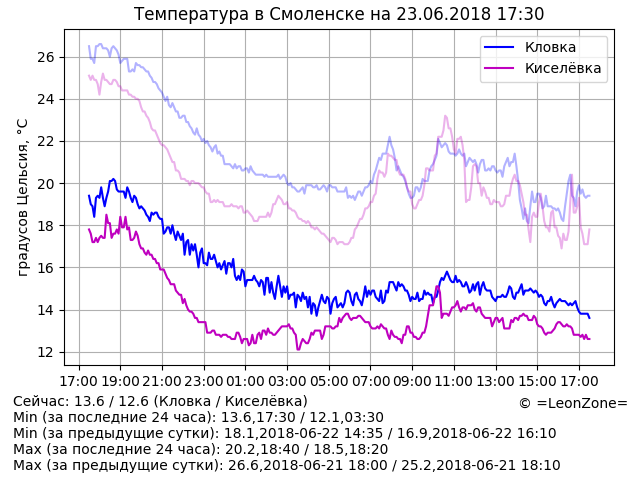 Температура в Смоленске на 23.06.2018 17:30
Кловка
Киселёвка
градусов Цельсия, °C
26
24
22
20
18
16
14
12
17:00 19:00 21:00 23:00 01:00 03:00 05:00 07:00 09:00 11:00 13:00 15:00 17:00
Сейчас: 13.6 / 12.6 (Кловка / Киселёвка)
© =LeonZone=
Min (за последние 24 часа): 13.6,17:30 / 12.1,03:30
Min (за предыдущие сутки): 18.1,2018-06-22 14:35 / 16.9,2018-06-22 16:10
Max (за последние 24 часа): 20.2,18:40 / 18.5,18:20
Max (за предыдущие сутки): 26.6,2018-06-21 18:00 / 25.2,2018-06-21 18:10